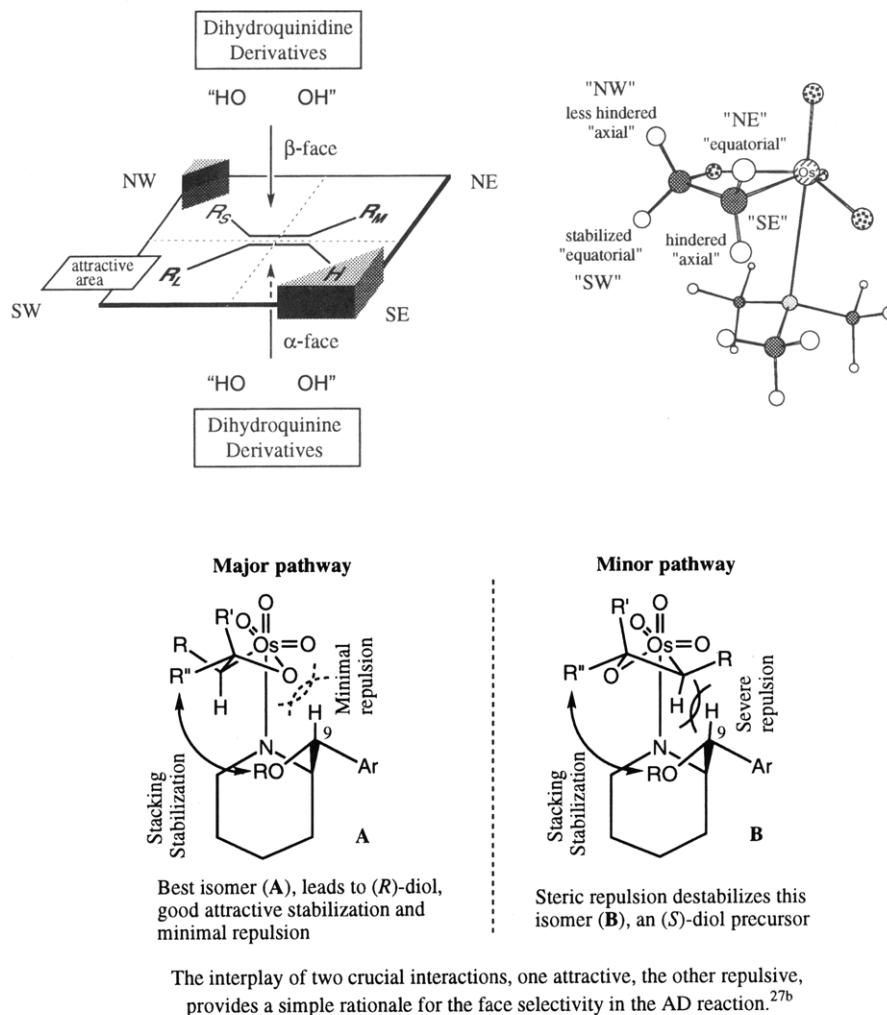 Dihydroquinidine
Derivatives
"HO OH"
β-face
NW
NE
R_S
R_M
attractive
area
R_L
H
SW
SE
α-face
"HO OH"
Dihydroquinine
Derivatives
"NW"
less hindered
"axial"
"NE"
"equatorial"
Os
"SE"
stabilized
"equatorial"
"SW"
hindered
"axial"
Major pathway
O
R'
O
R
Os
O
R"
O
H
Minimal
repulsion
H
9
N
RO
Ar
Stacking
Stabilization
A
Best isomer (A), leads to (R)-diol,
good attractive stabilization and
minimal repulsion
Minor pathway
O
R'
O
Os
O
R"
O
R
H
Severe
repulsion
H
9
N
RO
Ar
Stacking
Stabilization
B
Steric repulsion destabilizes this
isomer (B), an (S)-diol precursor
The interplay of two crucial interactions, one attractive, the other repulsive,
provides a simple rationale for the face selectivity in the AD reaction.27b